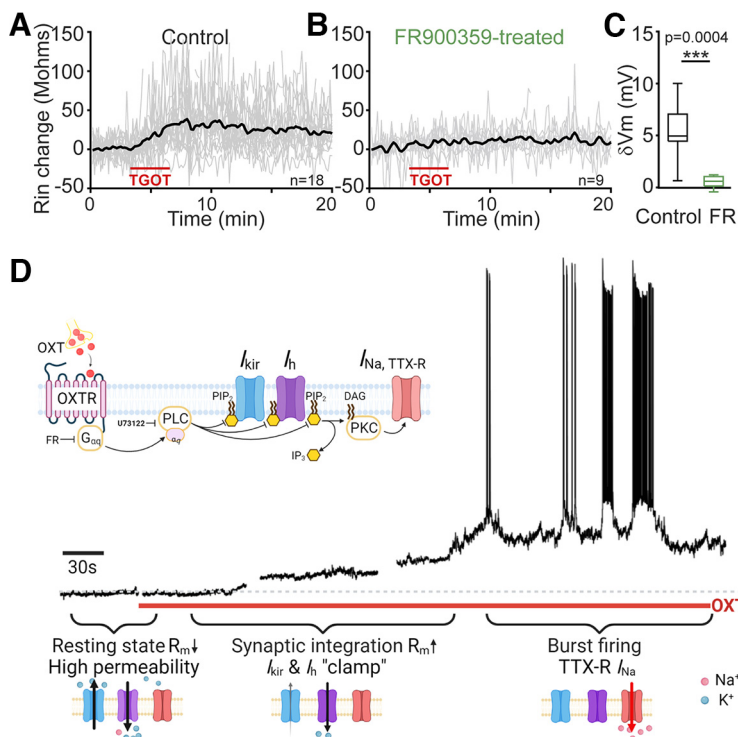 A
B
C
150
100
50
0
-50
Rin change (Mohms)
Control
TGOT
n=18
0
10
20
Time (min)
150
100
50
0
-50
FR900359-treated
TGOT
n=9
0
10
20
Time (min)
p=0.0004
***
15
10
5
0
δVm (mV)
Control FR
D
OXT
OXTR
FR
Gαq
U73122
PLC
αq
PIP2
Ikir
Ih
PIP2
IP3
DAG
PKC
INa, TTX-R
30s
OXT
Resting state Rm↓
High permeability
Synaptic integration Rm↑
Ikir & Ih "clamp"
Burst firing
TTX-R INa
Na+
K+